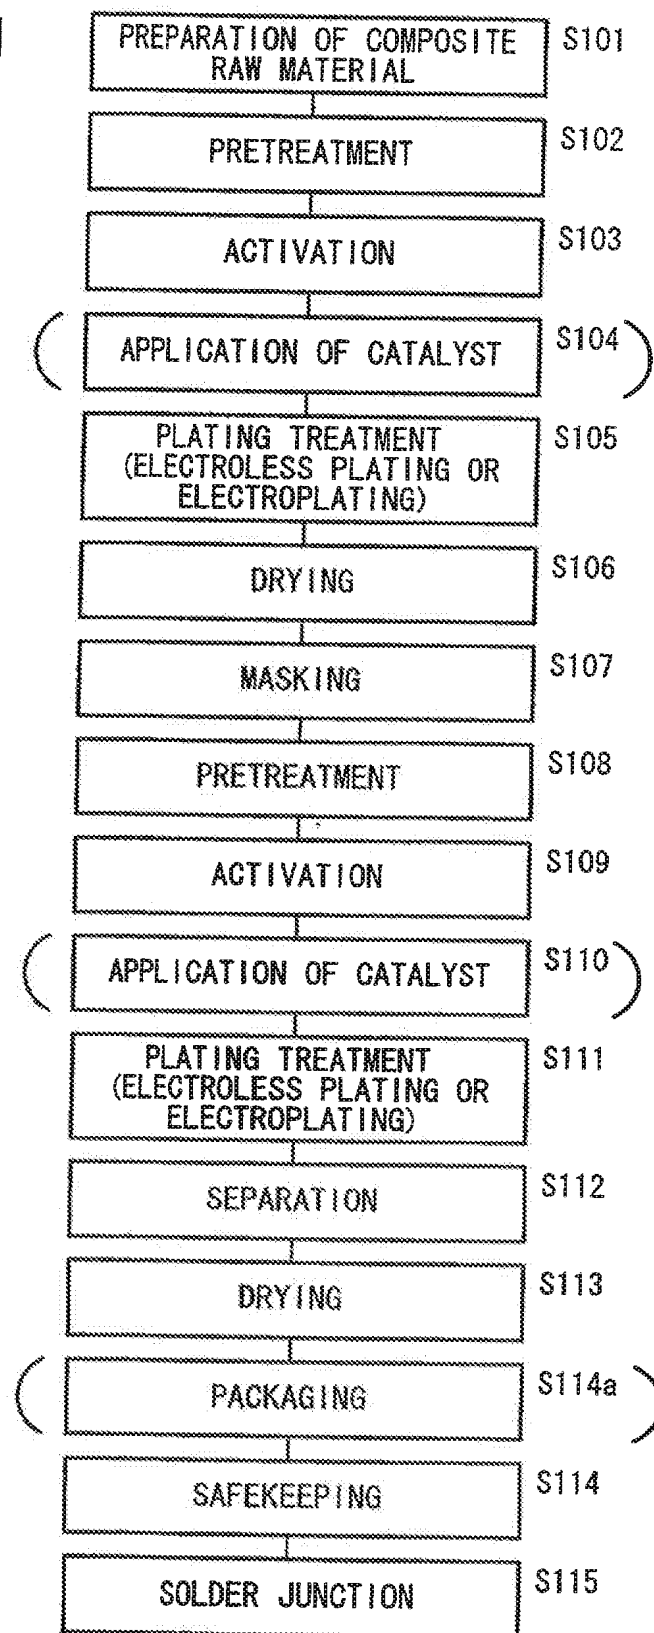 PREPARATION OF COMPOSITE
RAW MATERIAL
S101
PRETREATMENT
S102
ACTIVATION
S103
( APPLICATION OF CATALYST S104 )
PLATING TREATMENT
(ELECTROLESS PLATING OR
ELECTROPLATING)
S105
DRYING
S106
MASKING
S107
PRETREATMENT
S108
ACTIVATION
S109
( APPLICATION OF CATALYST S110 )
PLATING TREATMENT
(ELECTROLESS PLATING OR
ELECTROPLATING)
S111
SEPARATION
S112
DRYING
S113
( PACKAGING S114a )
SAFEKEEPING
S114
SOLDER JUNCTION
S115